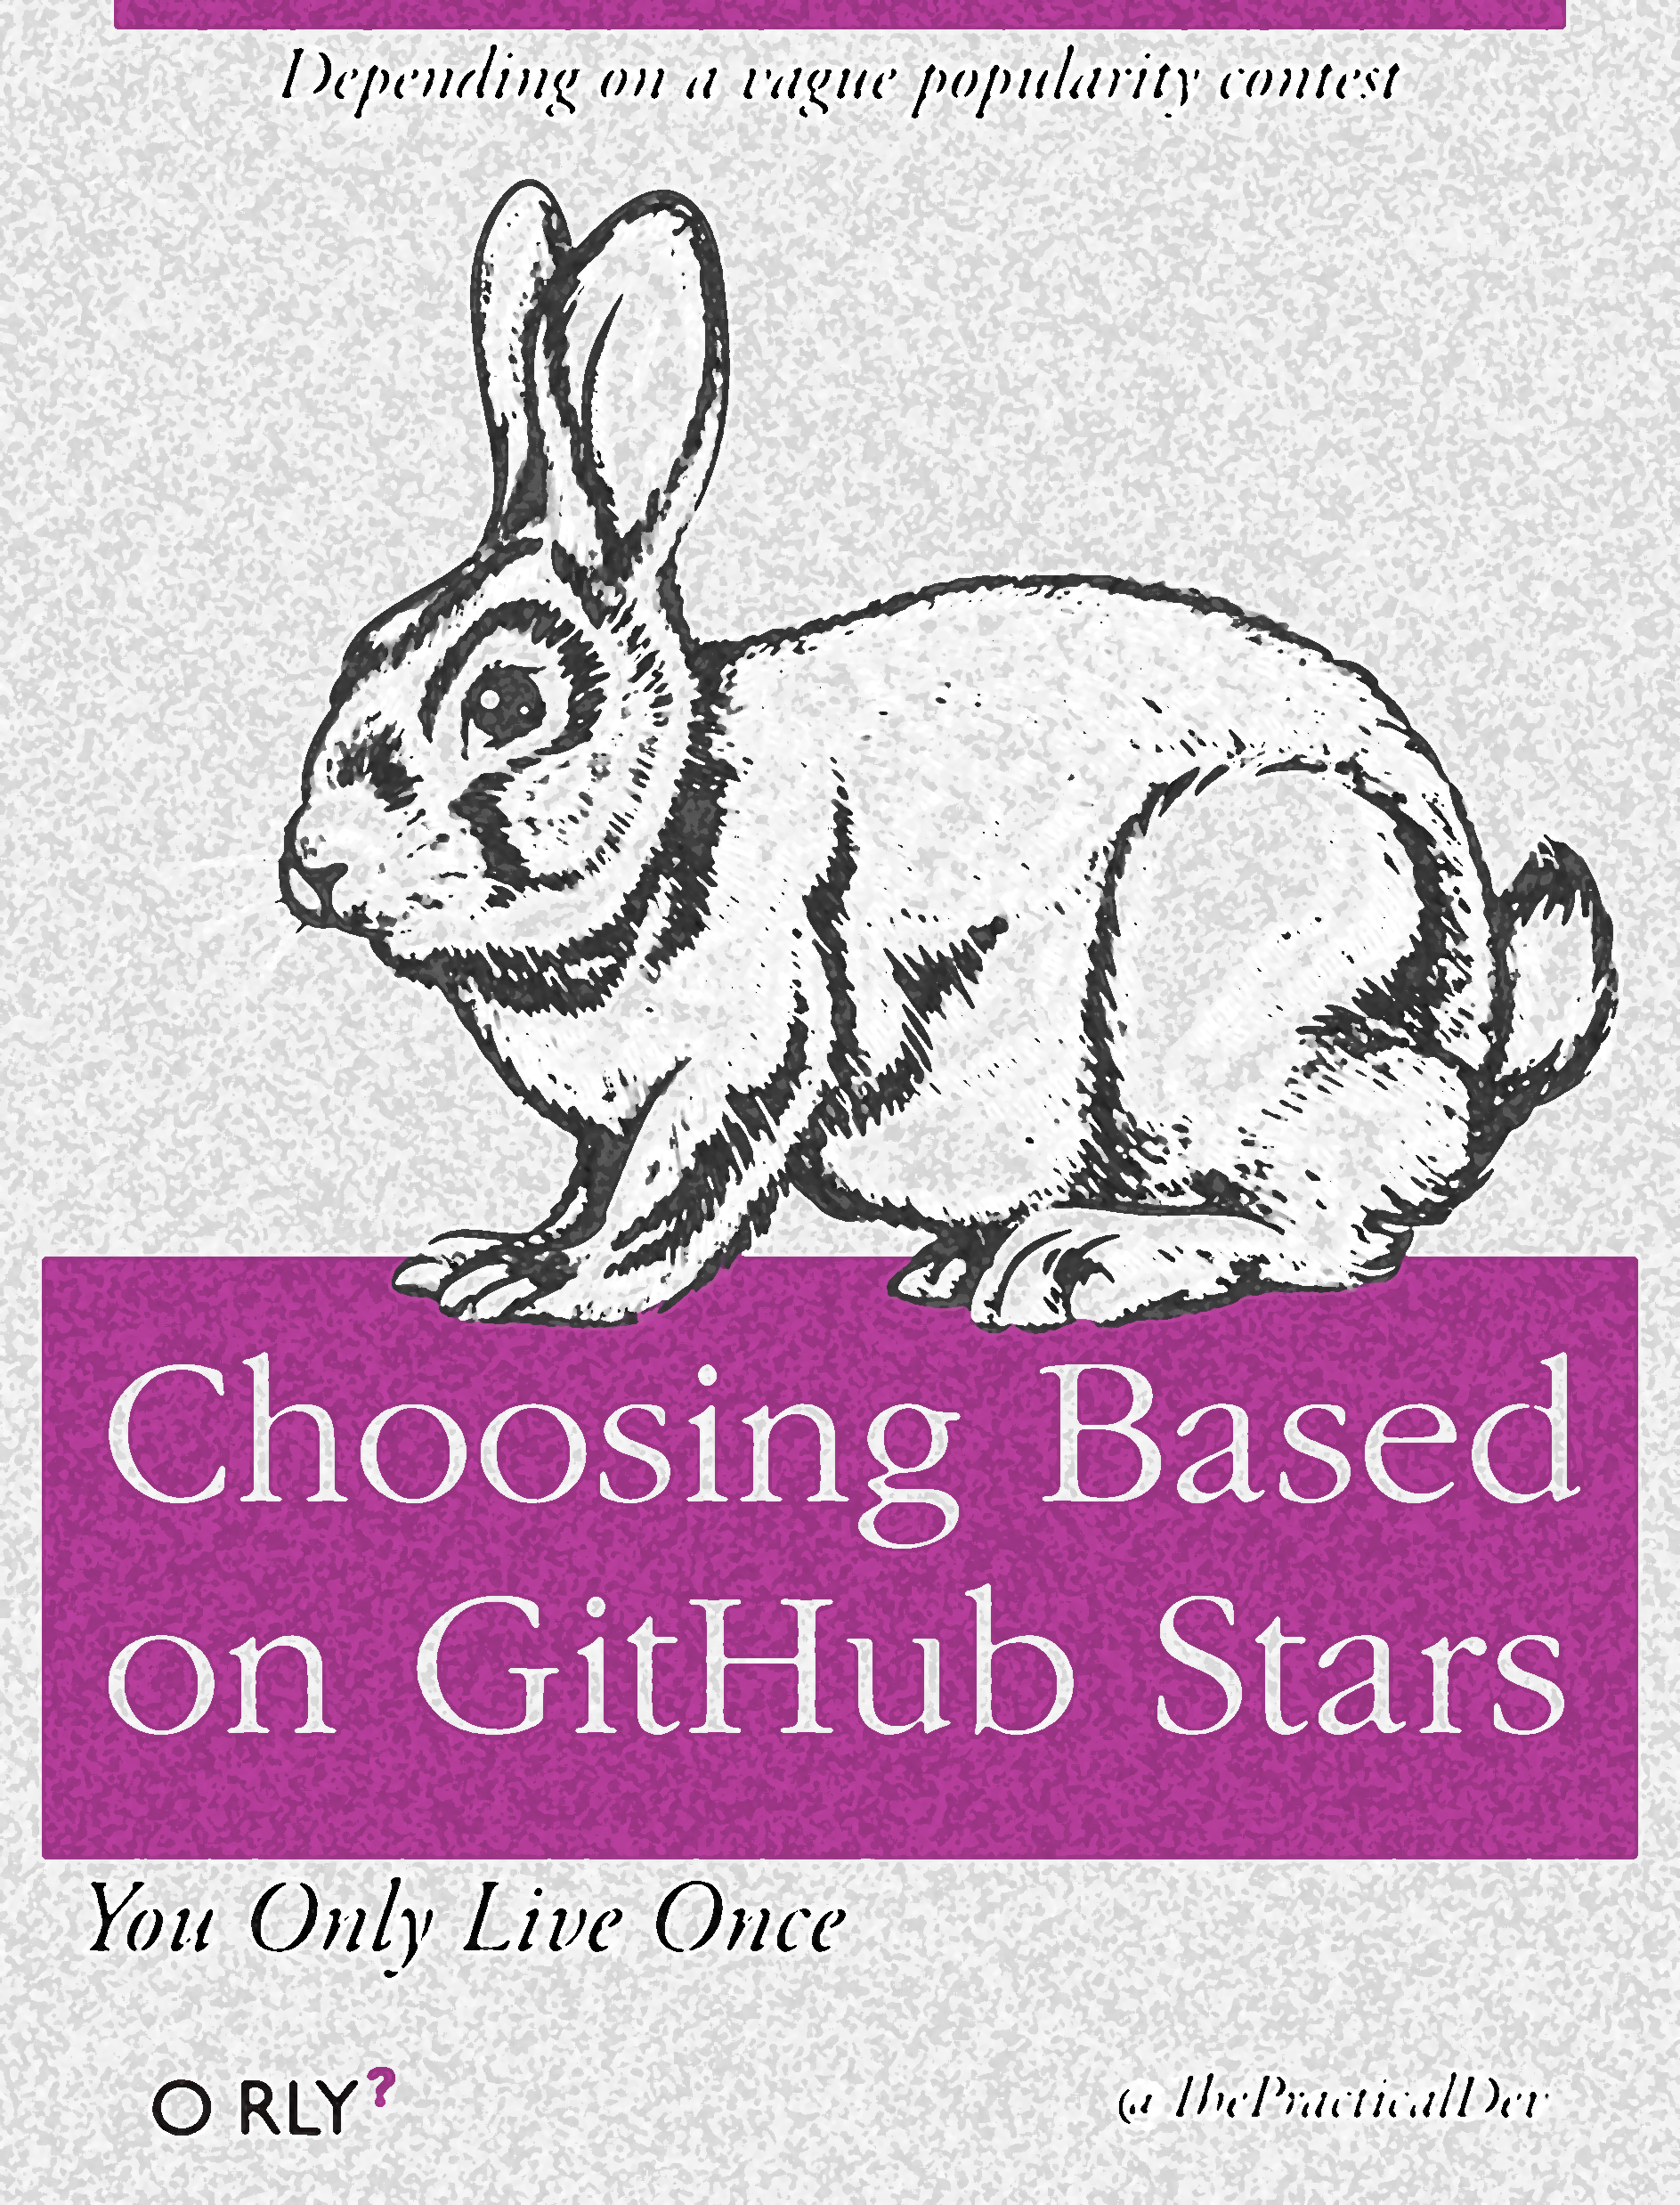 Depending on a vague popularity contest
Choosing Based
on GitHub Stars
You Only Live Once
O RLY?
@ThePracticalDev